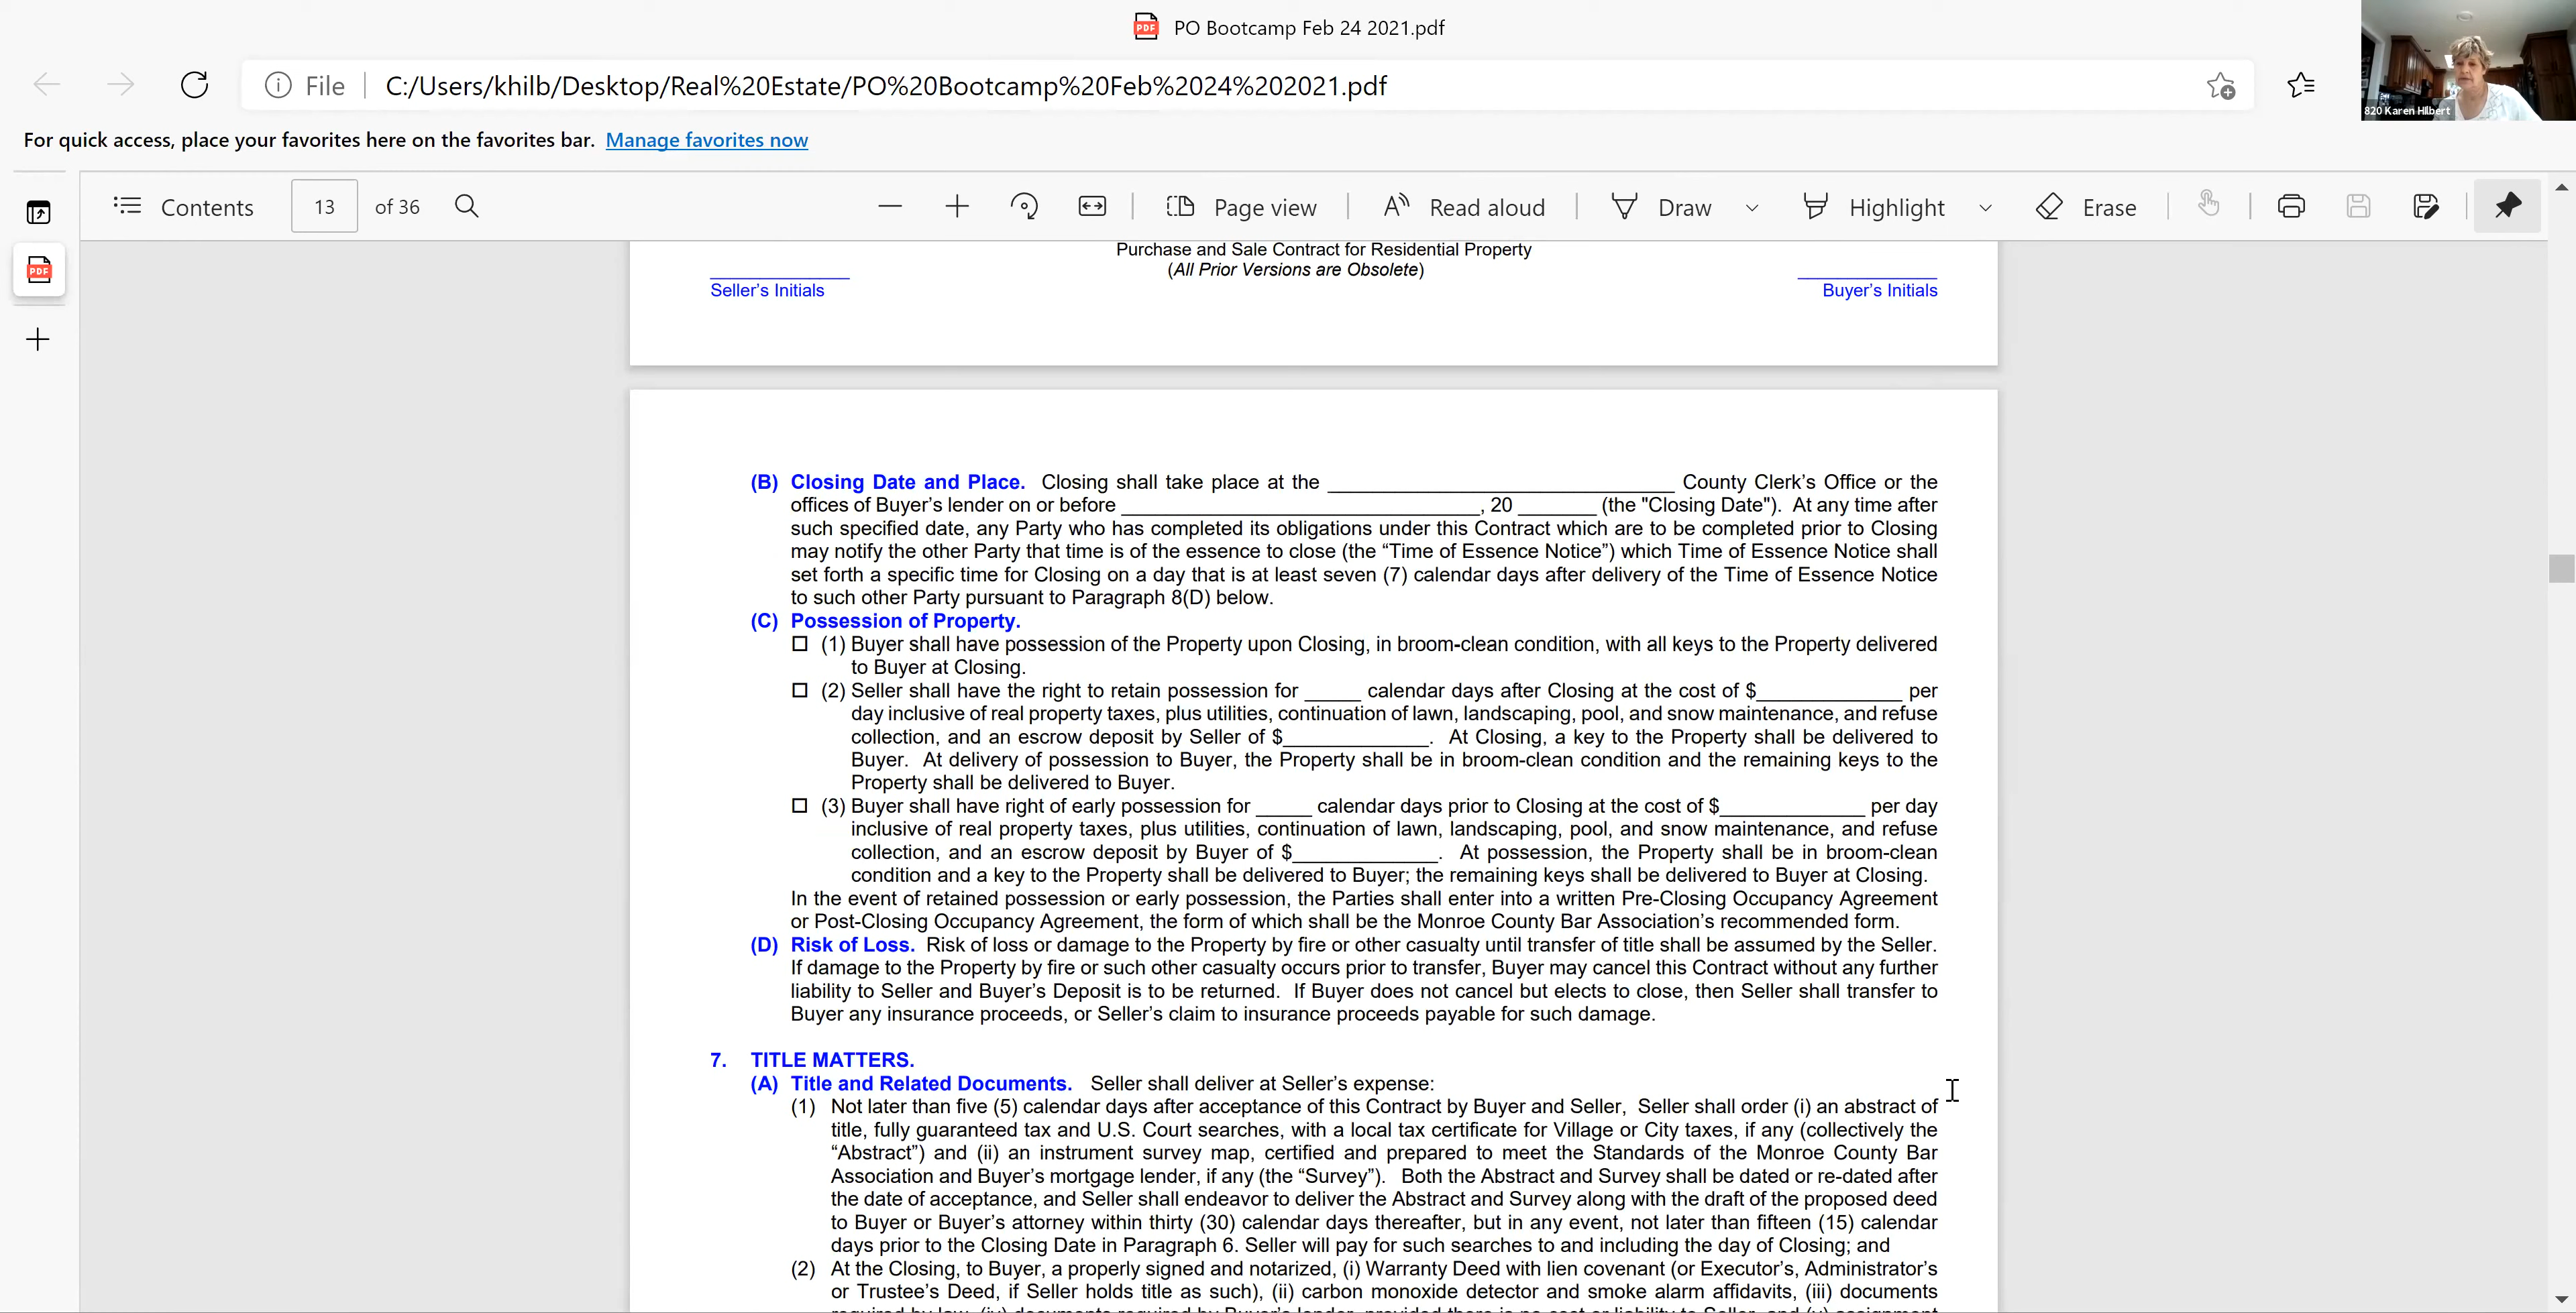 PO Bootcamp Feb 24 2021.pdf
File C:/Users/khilb/Desktop/Real%20Estate/PO%20Bootcamp%20Feb%2024%202021.pdf
820 Karen Hilbert
For quick access, place your favorites here on the favorites bar. Manage favorites now
Contents 13 of 36 Page view Read aloud Draw Highlight Erase
PDF
Purchase and Sale Contract for Residential Property
(All Prior Versions are Obsolete)
Seller's Initials Buyer's Initials
(B) Closing Date and Place. Closing shall take place at the ______________________________ County Clerk's Office or the
offices of Buyer's lender on or before ______________________________, 20 _______ (the "Closing Date"). At any time after
such specified date, any Party who has completed its obligations under this Contract which are to be completed prior to Closing
may notify the other Party that time is of the essence to close (the “Time of Essence Notice”) which Time of Essence Notice shall
set forth a specific time for Closing on a day that is at least seven (7) calendar days after delivery of the Time of Essence Notice
to such other Party pursuant to Paragraph 8(D) below.
(C) Possession of Property.
☐ (1) Buyer shall have possession of the Property upon Closing, in broom-clean condition, with all keys to the Property delivered
to Buyer at Closing.
☐ (2) Seller shall have the right to retain possession for _____ calendar days after Closing at the cost of $_____________ per
day inclusive of real property taxes, plus utilities, continuation of lawn, landscaping, pool, and snow maintenance, and refuse
collection, and an escrow deposit by Seller of $_____________. At Closing, a key to the Property shall be delivered to
Buyer. At delivery of possession to Buyer, the Property shall be in broom-clean condition and the remaining keys to the
Property shall be delivered to Buyer.
☐ (3) Buyer shall have right of early possession for _____ calendar days prior to Closing at the cost of $_____________ per day
inclusive of real property taxes, plus utilities, continuation of lawn, landscaping, pool, and snow maintenance, and refuse
collection, and an escrow deposit by Buyer of $_____________. At possession, the Property shall be in broom-clean
condition and a key to the Property shall be delivered to Buyer; the remaining keys shall be delivered to Buyer at Closing.
In the event of retained possession or early possession, the Parties shall enter into a written Pre-Closing Occupancy Agreement
or Post-Closing Occupancy Agreement, the form of which shall be the Monroe County Bar Association's recommended form.
(D) Risk of Loss. Risk of loss or damage to the Property by fire or other casualty until transfer of title shall be assumed by the Seller.
If damage to the Property by fire or such other casualty occurs prior to transfer, Buyer may cancel this Contract without any further
liability to Seller and Buyer's Deposit is to be returned. If Buyer does not cancel but elects to close, then Seller shall transfer to
Buyer any insurance proceeds, or Seller's claim to insurance proceeds payable for such damage.
7. TITLE MATTERS.
(A) Title and Related Documents. Seller shall deliver at Seller's expense:
(1) Not later than five (5) calendar days after acceptance of this Contract by Buyer and Seller, Seller shall order (i) an abstract of
title, fully guaranteed tax and U.S. Court searches, with a local tax certificate for Village or City taxes, if any (collectively the
“Abstract”) and (ii) an instrument survey map, certified and prepared to meet the Standards of the Monroe County Bar
Association and Buyer's mortgage lender, if any (the “Survey”). Both the Abstract and Survey shall be dated or re-dated after
the date of acceptance, and Seller shall endeavor to deliver the Abstract and Survey along with the draft of the proposed deed
to Buyer or Buyer's attorney within thirty (30) calendar days thereafter, but in any event, not later than fifteen (15) calendar
days prior to the Closing Date in Paragraph 6. Seller will pay for such searches to and including the day of Closing; and
(2) At the Closing, to Buyer, a properly signed and notarized, (i) Warranty Deed with lien covenant (or Executor's, Administrator's
or Trustee's Deed, if Seller holds title as such), (ii) carbon monoxide detector and smoke alarm affidavits, (iii) documents